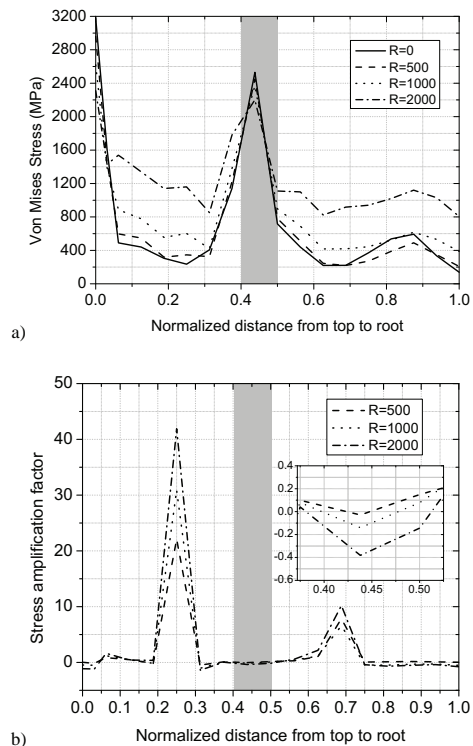 3200
2800
2400
2000
1600
1200
800
400
0
Von Mises Stress (MPa)
R=0
R=500
R=1000
R=2000
0.0 0.2 0.4 0.6 0.8 1.0
Normalized distance from top to root
a)
50
40
30
20
10
0
Stress amplification factor
R=500
R=1000
R=2000
0.4
0.2
0.0
-0.2
-0.4
-0.6
0.40 0.45 0.50
0.0 0.1 0.2 0.3 0.4 0.5 0.6 0.7 0.8 0.9 1.0
Normalized distance from top to root
b)